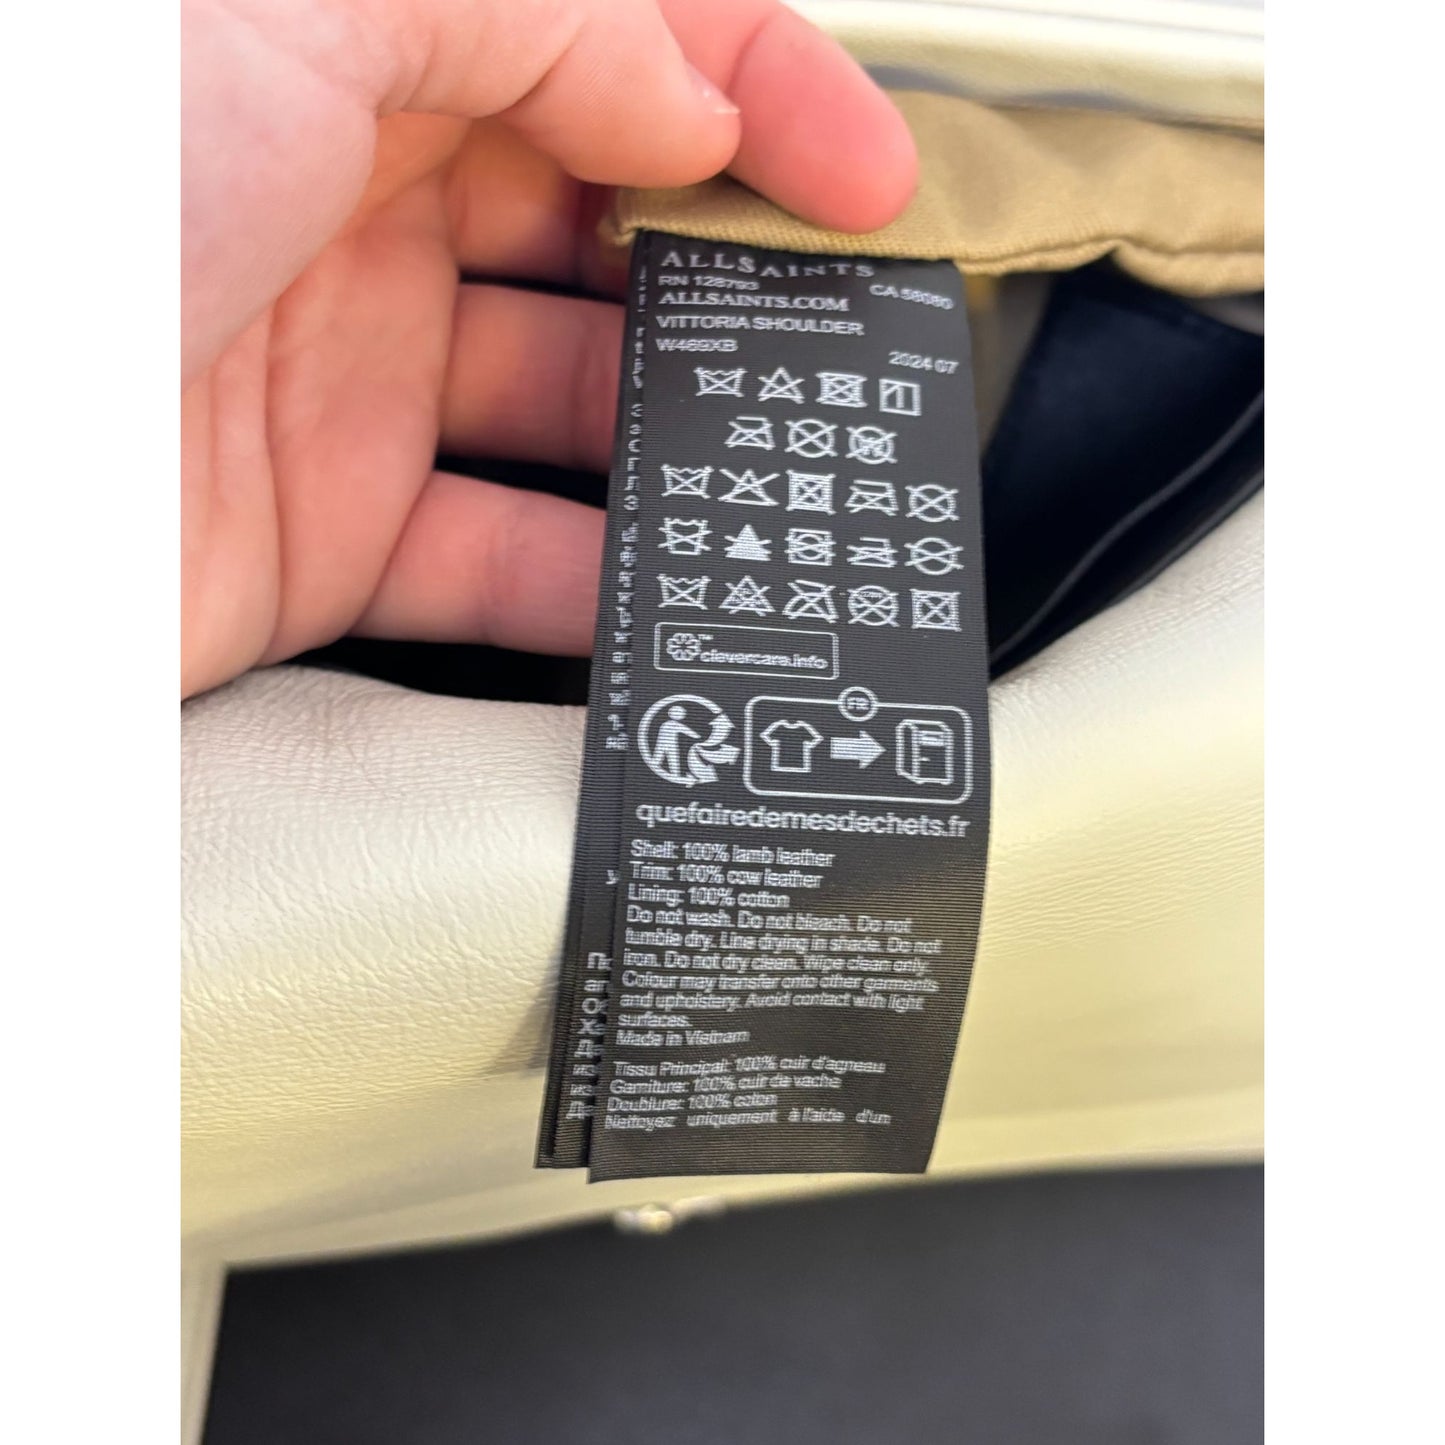 ALLSAINTS
RN 128793 CA 58080
ALLSAINTS.COM
VITTORIA SHOULDER
W469XB 2024 07
clevercare.info
FR
quefairedemesdechets.fr
Shell: 100% lamb leather
Trim: 100% cow leather
Lining: 100% cotton
Do not wash. Do not bleach. Do not
tumble dry. Line drying in shade. Do not
iron. Do not dry clean. Wipe clean only.
Colour may transfer onto other garments
and upholstery. Avoid contact with light
surfaces.
Made in Vietnam
Tissu Principal: 100% cuir d'agneau
Garniture: 100% cuir de vache
Doublure: 100% coton
Nettoyez uniquement à l'aide d'un